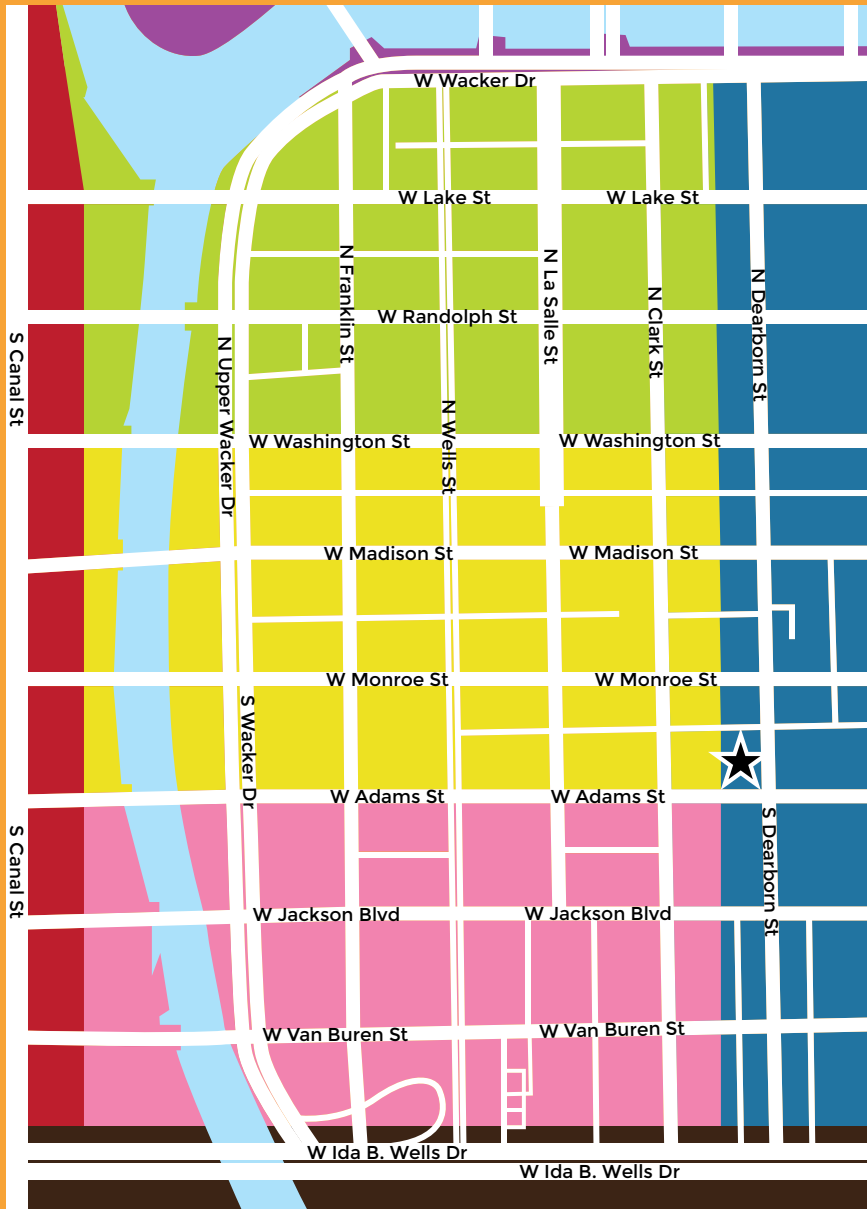 W Wacker Dr
W Lake St
W Lake St
N Franklin St
N La Salle St
N Clark St
N Dearborn St
W Randolph St
S Canal St
N Upper Wacker Dr
N Wells St
W Washington St
W Washington St
W Madison St
W Madison St
W Monroe St
W Monroe St
S Wacker Dr
W Adams St
W Adams St
S Dearborn St
S Canal St
W Jackson Blvd
W Jackson Blvd
W Van Buren St
W Van Buren St
W Ida B. Wells Dr
W Ida B. Wells Dr